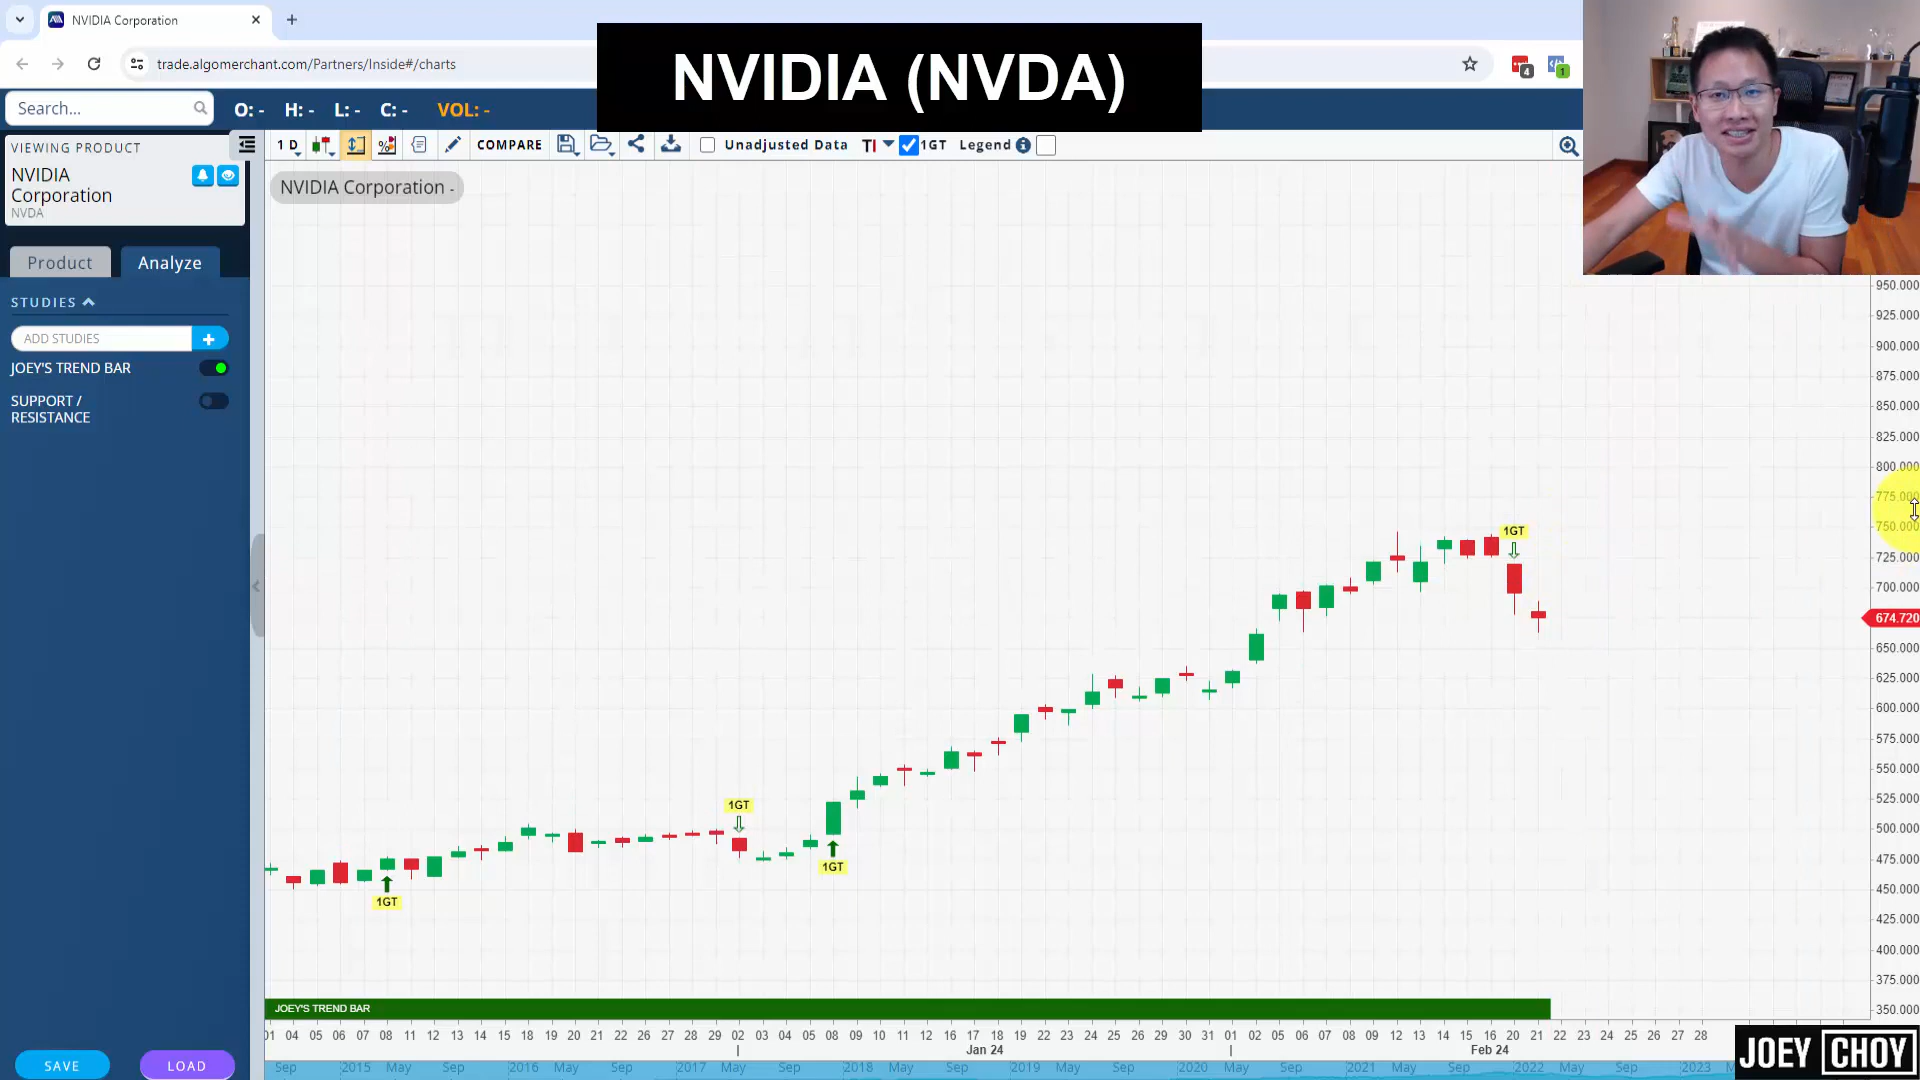 NVIDIA Corporation
trade.algomerchant.com/Partners/Inside#/charts
NVIDIA (NVDA)
4
1
Search...
O: - H: - L: - C: - VOL: -
VIEWING PRODUCT
NVIDIA
Corporation
NVDA
1 D
COMPARE
Unadjusted Data
TI
1GT
Legend
NVIDIA Corporation -
Product
Analyze
STUDIES
ADD STUDIES
JOEY'S TREND BAR
SUPPORT /
RESISTANCE
950.000
925.000
900.000
875.000
850.000
825.000
800.000
775.000
750.000
725.000
700.000
674.720
650.000
625.000
600.000
575.000
550.000
525.000
500.000
475.000
450.000
425.000
400.000
375.000
350.000
1GT
1GT
1GT
1GT
JOEY'S TREND BAR
01 04 05 06 07 08 11 12 13 14 15 18 19 20 21 22 26 27 28 29 02 03 04 05 08 09 10 11 12 16 17 18 19 22 23 24 25 26 29 30 31 01 02 05 06 07 08 09 12 13 14 15 16 20 21 22 23 24 25 26 27 28
Jan 24 Feb 24
Sep 2015 May Sep 2016 May Sep 2017 May Sep 2018 May Sep 2019 May Sep 2020 May Sep 2021 May Sep 2022 May Sep 2023
SAVE
LOAD
JOEY CHOY